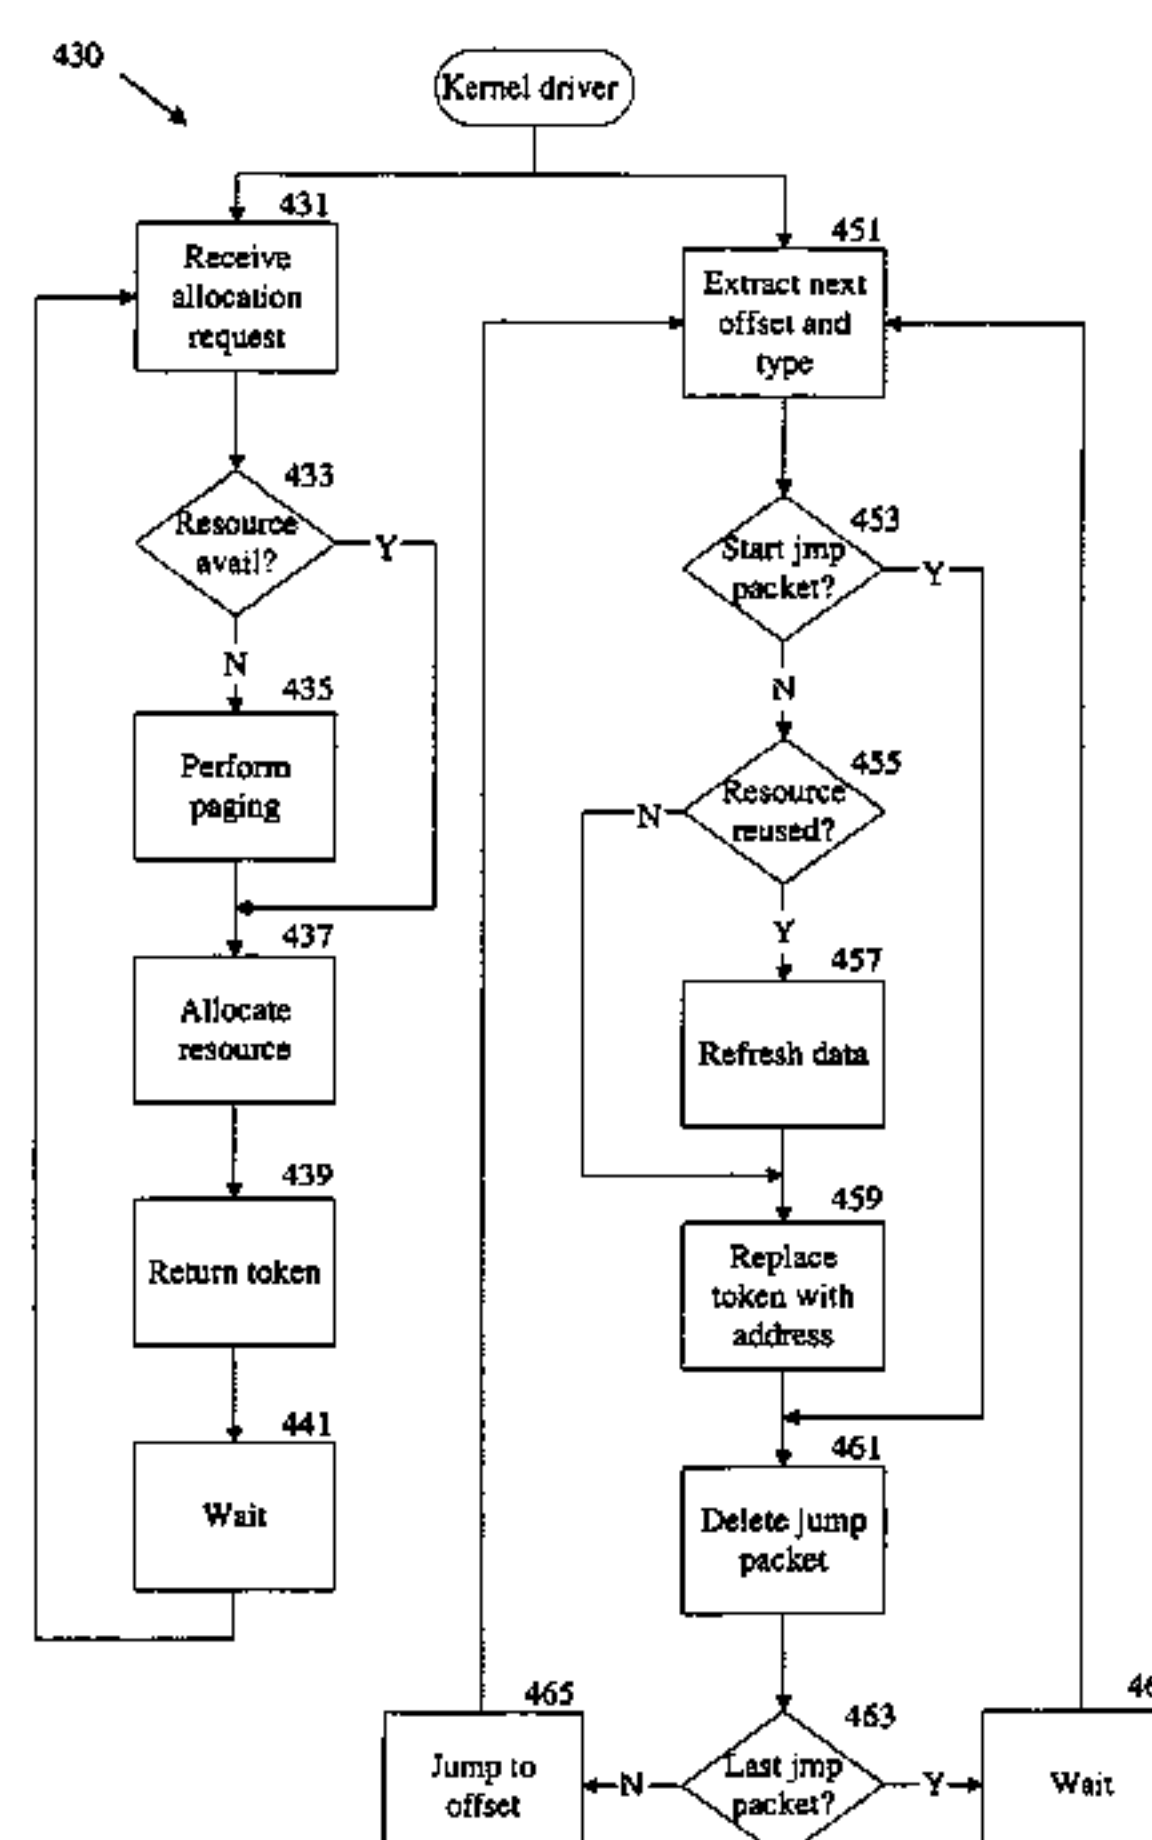 430
Kernel driver
431
Receive
allocation
request
433
Resource
avail?
Y
N
435
Perform
paging
437
Allocate
resource
439
Return token
441
Wait
451
Extract next
offset and
type
453
Start jmp
packet?
Y
N
455
Resource
reused?
N
Y
457
Refresh data
459
Replace
token with
address
461
Delete jump
packet
463
Last jmp
packet?
N
Y
465
Jump to
offset
Wait